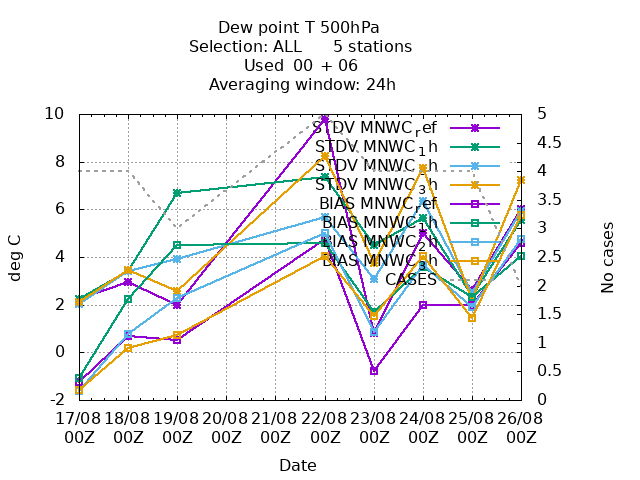 Dew point T 500hPa
Selection: ALL 5 stations
Used 00 + 06
Averaging window: 24h
10
8
6
4
2
0
-2
deg C
5
4.5
4
3.5
3
2.5
2
1.5
1
0.5
0
No cases
STDV MNWC_ref
STDV MNWC_1h
STDV MNWC_2h
STDV MNWC_3h
BIAS MNWC_ref
BIAS MNWC_1h
BIAS MNWC_2h
BIAS MNWC_3h
CASES
17/08 18/08 19/08 20/08 21/08 22/08 23/08 24/08 25/08 26/08
00Z 00Z 00Z 00Z 00Z 00Z 00Z 00Z 00Z 00Z
Date